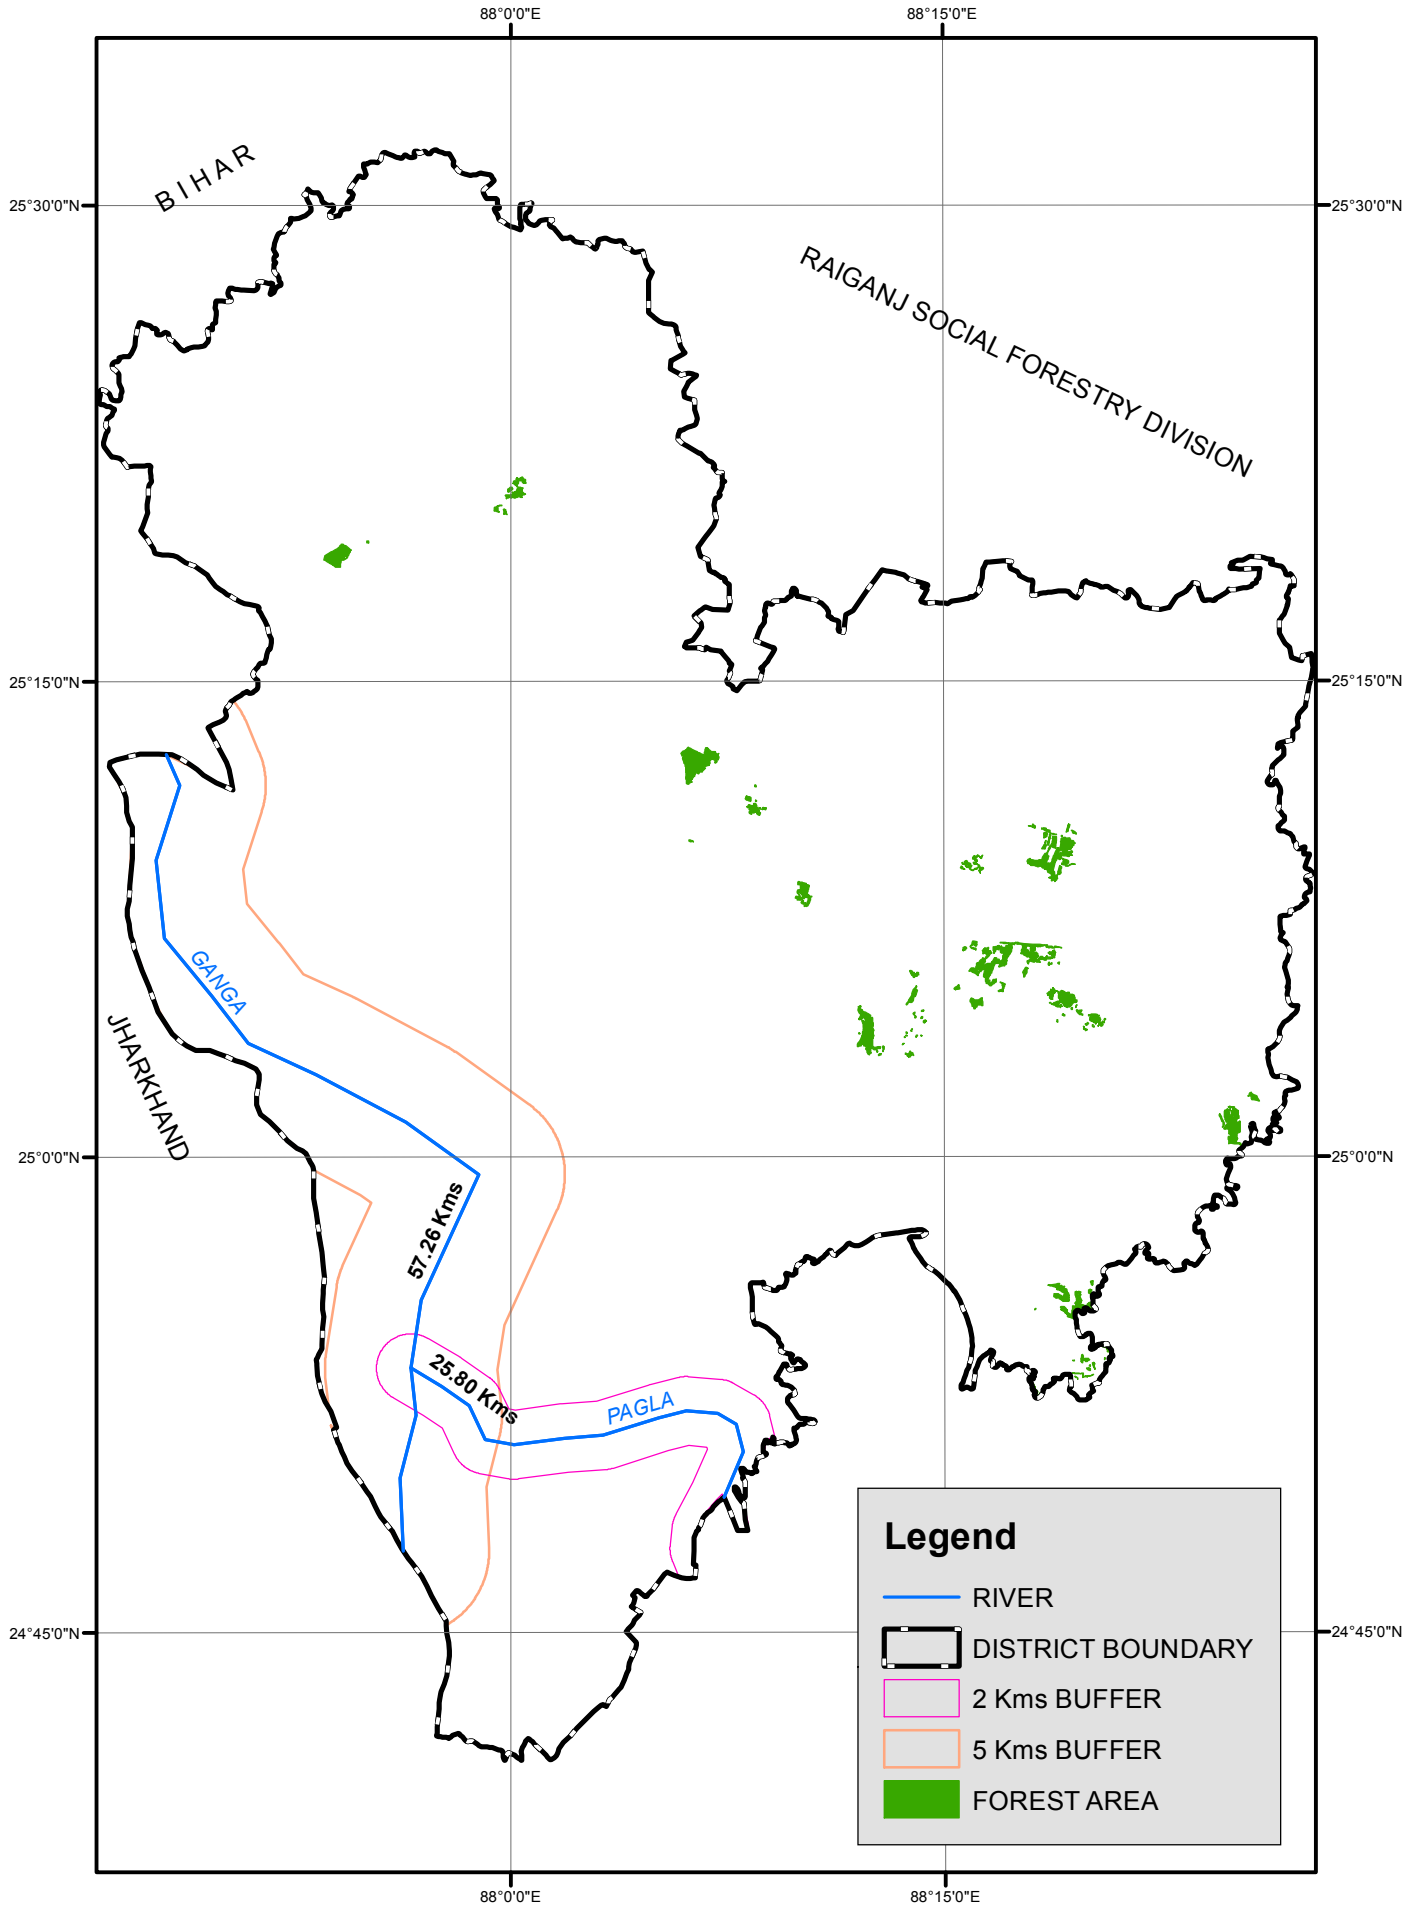 88°0'0"E
88°15'0"E
BIHAR
25°30'0"N
25°30'0"N
RAIGANJ SOCIAL FORESTRY DIVISION
25°15'0"N
25°15'0"N
GANGA
JHARKHAND
25°0'0"N
25°0'0"N
57.26 Kms
25.80 Kms
PAGLA
Legend
RIVER
DISTRICT BOUNDARY
2 Kms BUFFER
5 Kms BUFFER
FOREST AREA
24°45'0"N
24°45'0"N
88°0'0"E
88°15'0"E